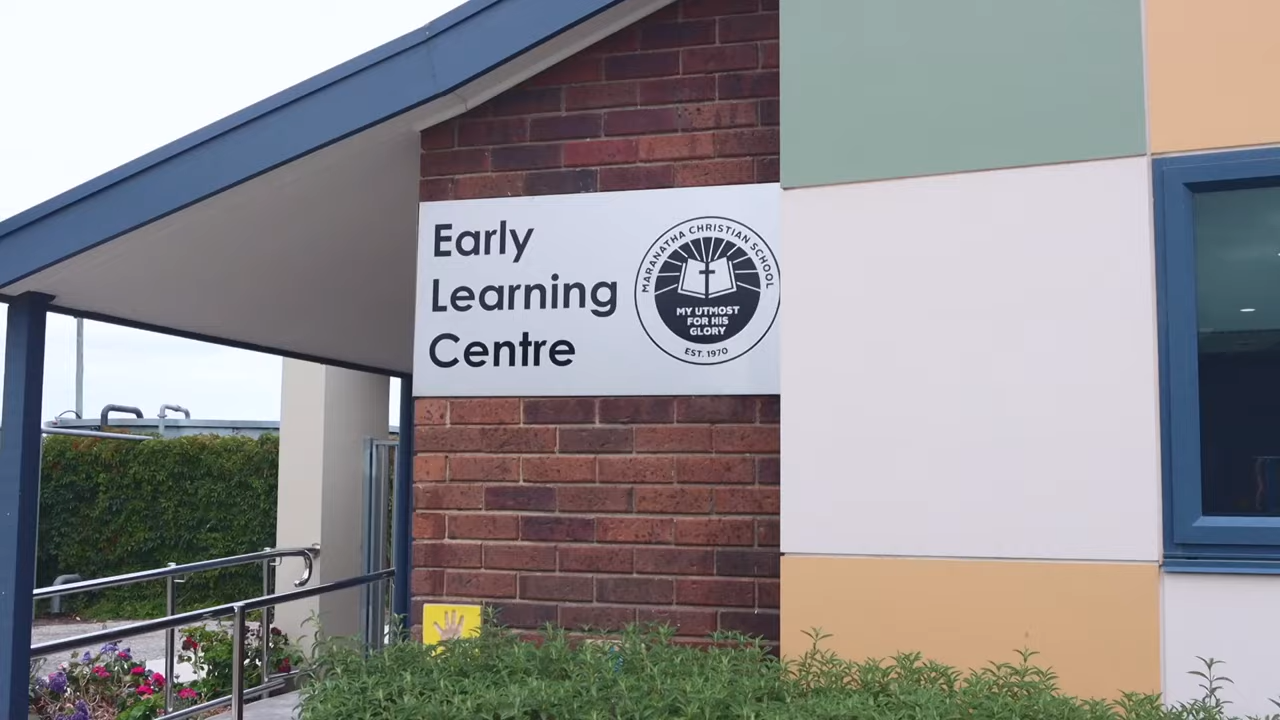 Early
Learning
Centre
MARANATHA CHRISTIAN SCHOOL
MY UTMOST
FOR HIS
GLORY
EST. 1970